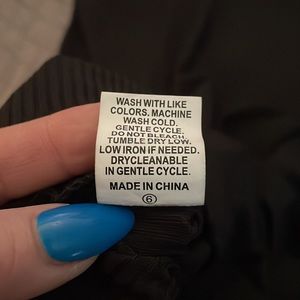 WASH WITH LIKE
COLORS. MACHINE
WASH COLD.
GENTLE CYCLE.
DO NOT BLEACH.
TUMBLE DRY LOW.
LOW IRON IF NEEDED.
DRYCLEANABLE
IN GENTLE CYCLE.
MADE IN CHINA
6